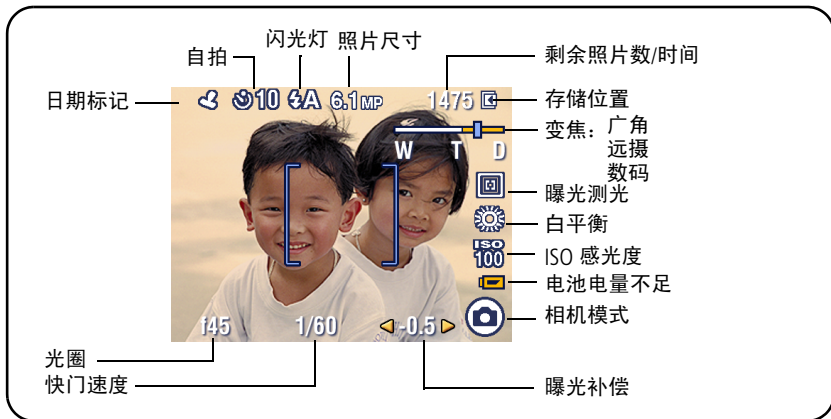 闪光灯 照片尺寸
自拍
剩余照片数/时间
日期标记
10 A 6.1MP
1475
存储位置
变焦：广角
远摄
数码
W T D
曝光测光
白平衡
ISO 100
ISO 感光度
电池电量不足
相机模式
f45 1/60 -0.5
光圈
快门速度
曝光补偿